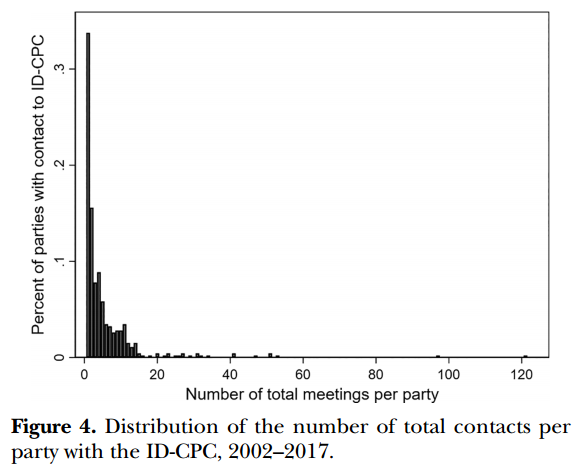 Percent of parties with contact to ID-CPC
.3
.2
.1
0
0 20 40 60 80 100 120
Number of total meetings per party
Figure 4. Distribution of the number of total contacts per
party with the ID-CPC, 2002–2017.